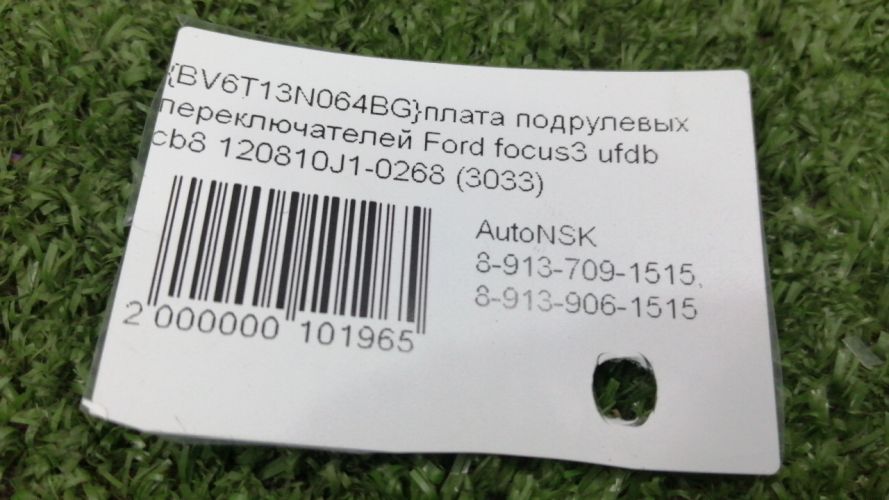 {BV6T13N064BG}плата подрулевых
переключателей Ford focus3 ufdb
cb8 120810J1-0268 (3033)
AutoNSK
8-913-709-1515,
8-913-906-1515
2 000000 101965